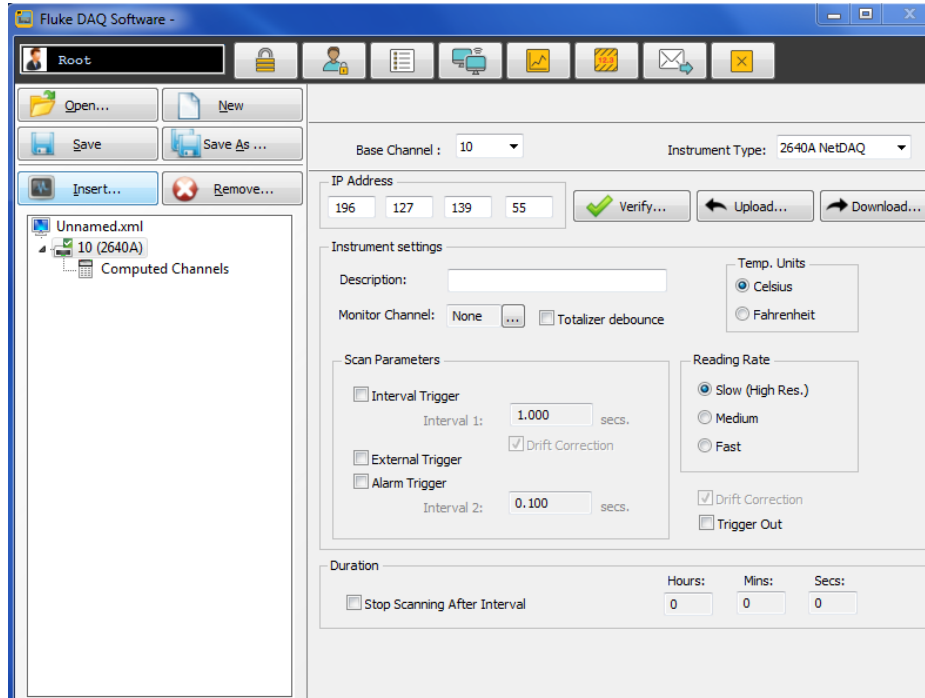 Fluke DAQ Software -
Root
12.3
Open... New
Save Save As ...
Insert... Remove...
Unnamed.xml
10 (2640A)
Computed Channels
Base Channel : 10 Instrument Type: 2640A NetDAQ
IP Address
196 127 139 55 Verify... Upload... Download...
Instrument settings
Description:
Monitor Channel: None ... Totalizer debounce
Temp. Units
Celsius
Fahrenheit
Scan Parameters
Interval Trigger
Interval 1: 1.000 secs.
Drift Correction
External Trigger
Alarm Trigger
Interval 2: 0.100 secs.
Reading Rate
Slow (High Res.)
Medium
Fast
Drift Correction
Trigger Out
Duration
Hours: Mins: Secs:
Stop Scanning After Interval 0 0 0